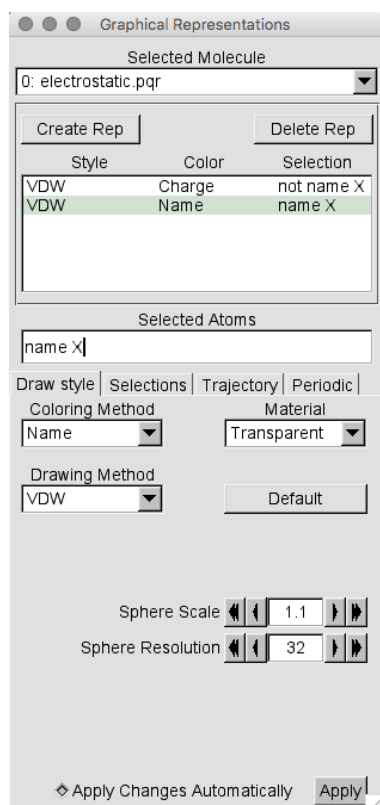 Graphical Representations
Selected Molecule
0: electrostatic.pqr
Create Rep Delete Rep
Style Color Selection
VDW Charge not name X
VDW Name name X
Selected Atoms
name X
Draw style Selections Trajectory Periodic
Coloring Method Material
Name Transparent
Drawing Method
VDW Default
Sphere Scale 1.1
Sphere Resolution 32
Apply Changes Automatically Apply